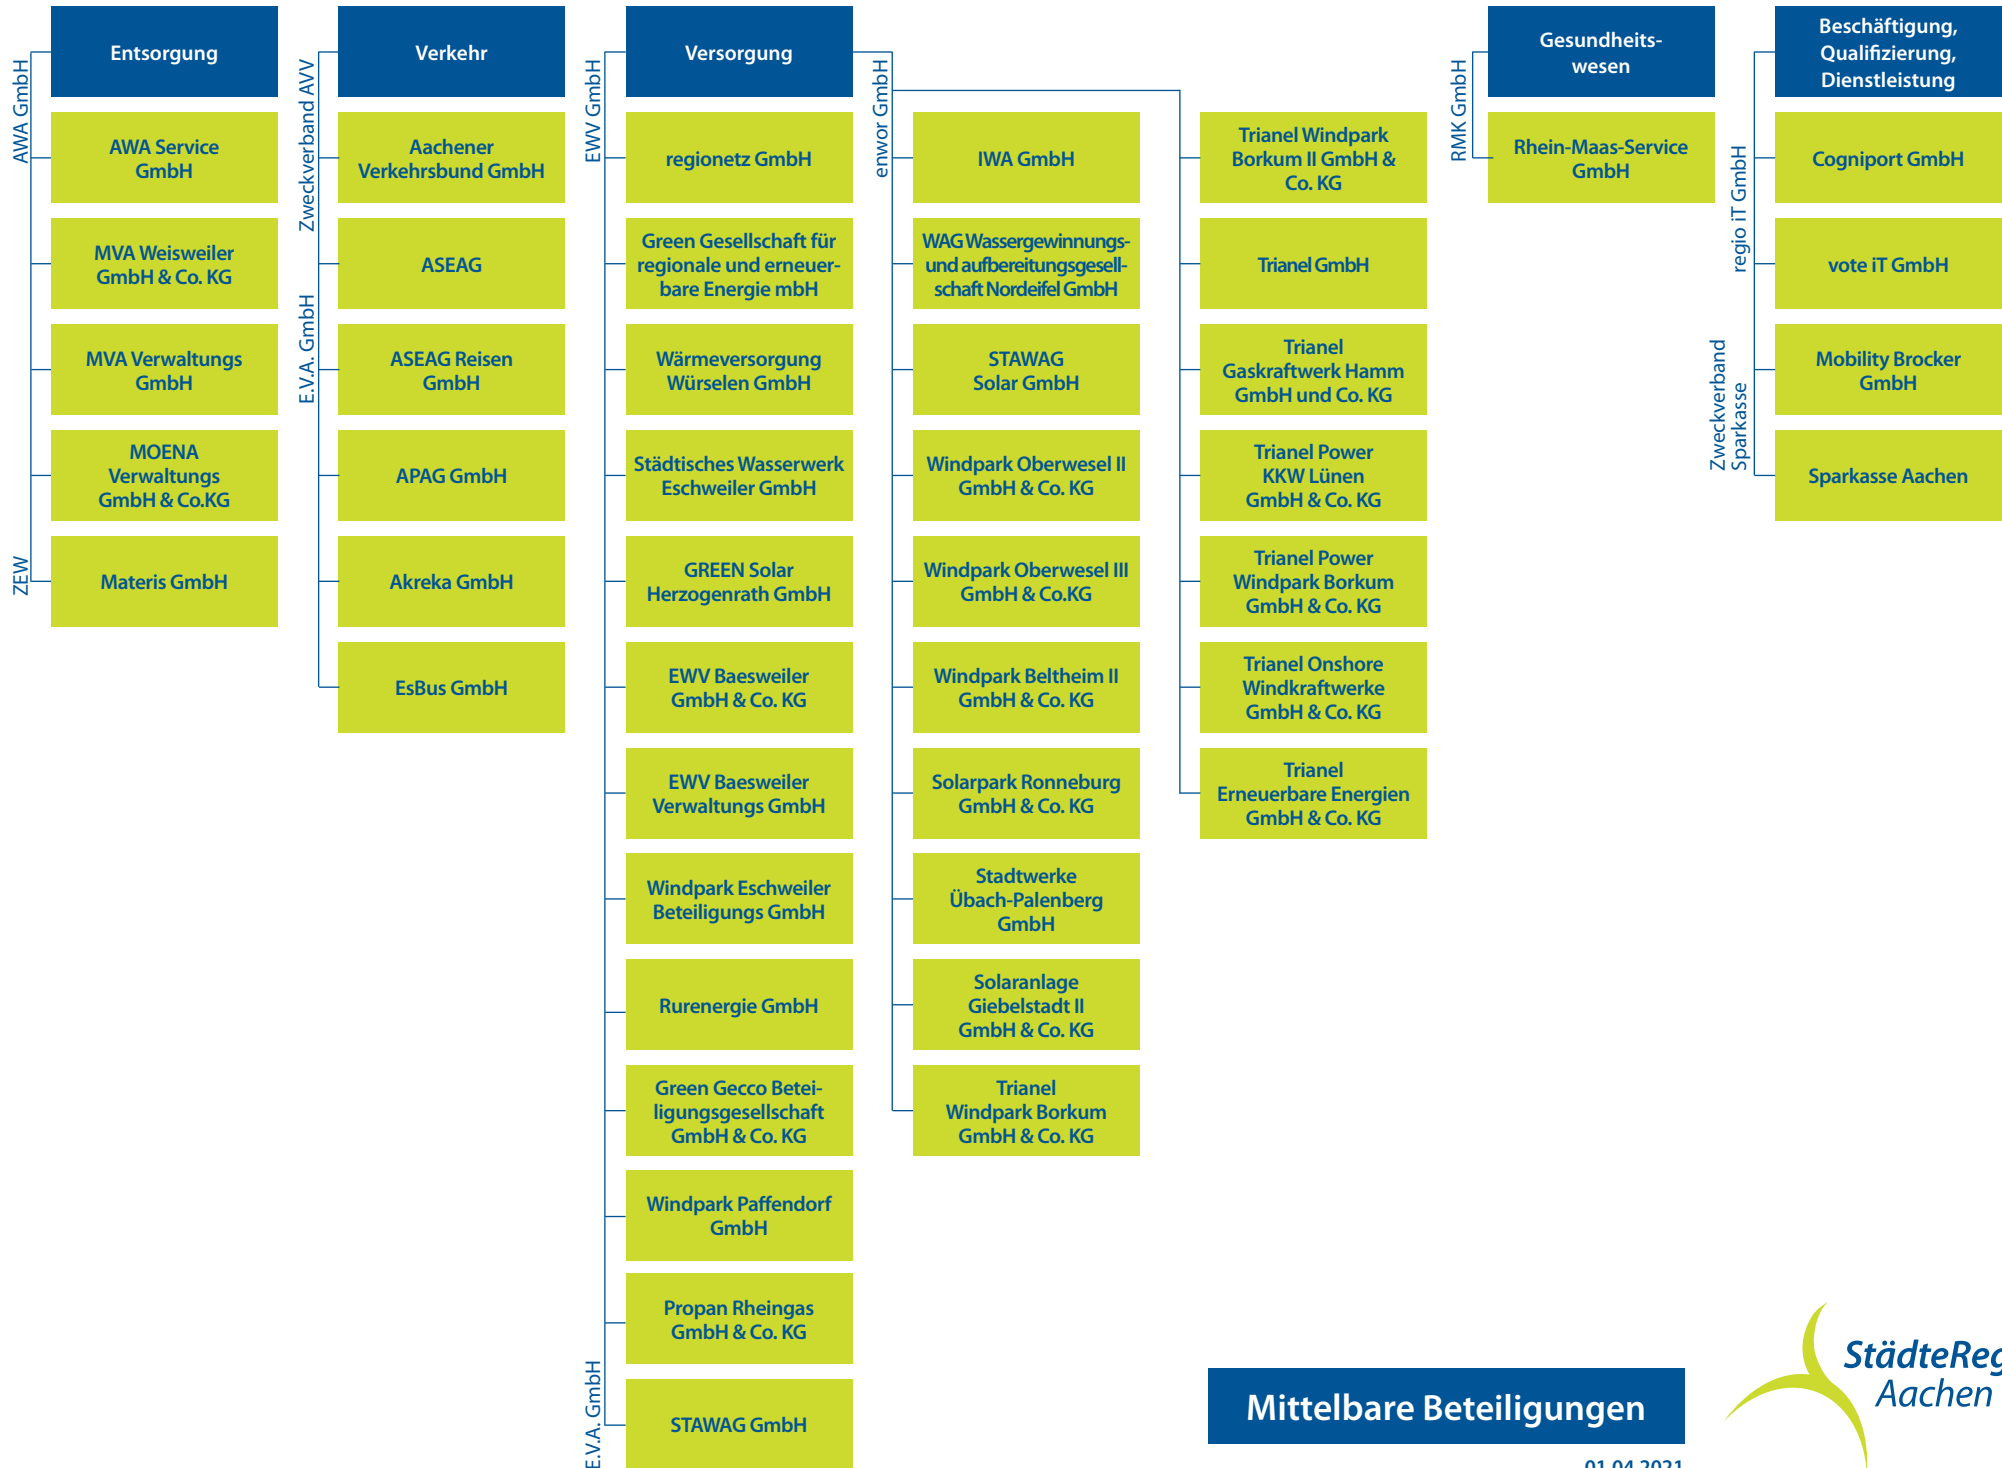 AWA GmbH
ZEW
Entsorgung
AWA Service
GmbH
MVA Weisweiler
GmbH & Co. KG
MVA Verwaltungs
GmbH
MOENA
Verwaltungs
GmbH & Co.KG
Materis GmbH
Zweckverband AVV
E.V.A. GmbH
Verkehr
Aachener
Verkehrsbund GmbH
ASEAG
ASEAG Reisen
GmbH
APAG GmbH
Akreka GmbH
EsBus GmbH
EWV GmbH
E.V.A. GmbH
Versorgung
regionetz GmbH
Green Gesellschaft für
regionale und erneuer-
bare Energie mbH
Wärmeversorgung
Würselen GmbH
Städtisches Wasserwerk
Eschweiler GmbH
GREEN Solar
Herzogenrath GmbH
EWV Baesweiler
GmbH & Co. KG
EWV Baesweiler
Verwaltungs GmbH
Windpark Eschweiler
Beteiligungs GmbH
Rurenergie GmbH
Green Gecco Betei-
ligungsgesellschaft
GmbH & Co. KG
Windpark Paffendorf
GmbH
Propan Rheingas
GmbH & Co. KG
STAWAG GmbH
enwor GmbH
IWA GmbH
WAG Wassergewinnungs-
und aufbereitungsgesell-
schaft Nordeifel GmbH
STAWAG
Solar GmbH
Windpark Oberwesel II
GmbH & Co. KG
Windpark Oberwesel III
GmbH & Co.KG
Windpark Beltheim II
GmbH & Co. KG
Solarpark Ronneburg
GmbH & Co. KG
Stadtwerke
Übach-Palenberg
GmbH
Solaranlage
Giebelstadt II
GmbH & Co. KG
Trianel
Windpark Borkum
GmbH & Co. KG
Trianel Windpark
Borkum II GmbH &
Co. KG
Trianel GmbH
Trianel
Gaskraftwerk Hamm
GmbH und Co. KG
Trianel Power
KKW Lünen
GmbH & Co. KG
Trianel Power
Windpark Borkum
GmbH & Co. KG
Trianel Onshore
Windkraftwerke
GmbH & Co. KG
Trianel
Erneuerbare Energien
GmbH & Co. KG
RMK GmbH
Gesundheits-
wesen
Rhein-Maas-Service
GmbH
regio iT GmbH
Zweckverband
Sparkasse
Beschäftigung,
Qualifizierung,
Dienstleistung
Cogniport GmbH
vote iT GmbH
Mobility Brocker
GmbH
Sparkasse Aachen
Mittelbare Beteiligungen
01.04.2021
StädteReg
Aachen